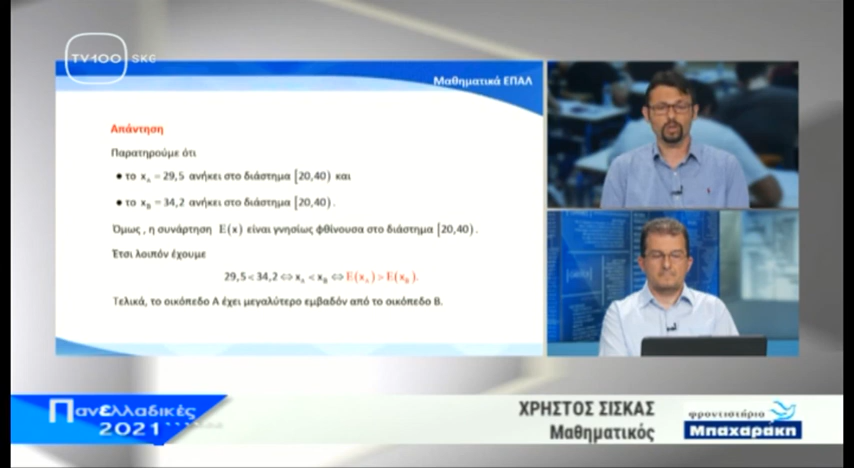 TV100 SKG
Μαθηματικά ΕΠΑΛ
Απάντηση
Παρατηρούμε ότι
● το x_A = 29,5 ανήκει στο διάστημα [20,40) και
● το x_B = 34,2 ανήκει στο διάστημα [20,40).
Όμως, η συνάρτηση E(x) είναι γνησίως φθίνουσα στο διάστημα [20,40).
Έτσι λοιπόν έχουμε
29,5 < 34,2 ⇔ x_A < x_B ⇔ E(x_A) > E(x_B).
Τελικά, το οικόπεδο Α έχει μεγαλύτερο εμβαδόν από το οικόπεδο Β.
Πανελλαδικές
2021
ΧΡΗΣΤΟΣ ΣΙΣΚΑΣ
Μαθηματικός
φροντιστήριο
Μπαχαράκη